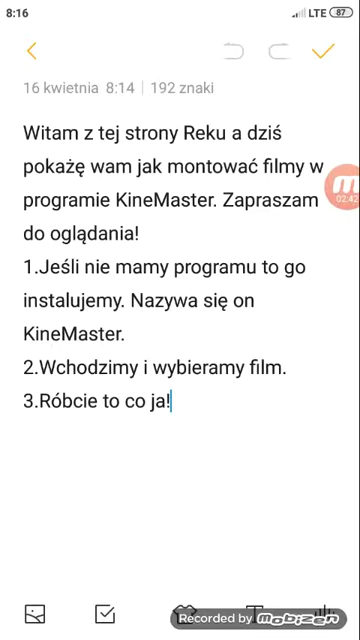 8:16
LTE 87
16 kwietnia 8:14 | 192 znaki
Witam z tej strony Reku a dziś
pokażę wam jak montować filmy w
programie KineMaster. Zapraszam
do oglądania!
1.Jeśli nie mamy programu to go
instalujemy. Nazywa się on
KineMaster.
2.Wchodzimy i wybieramy film.
3.Róbcie to co ja!
02:42
Recorded by mobizen